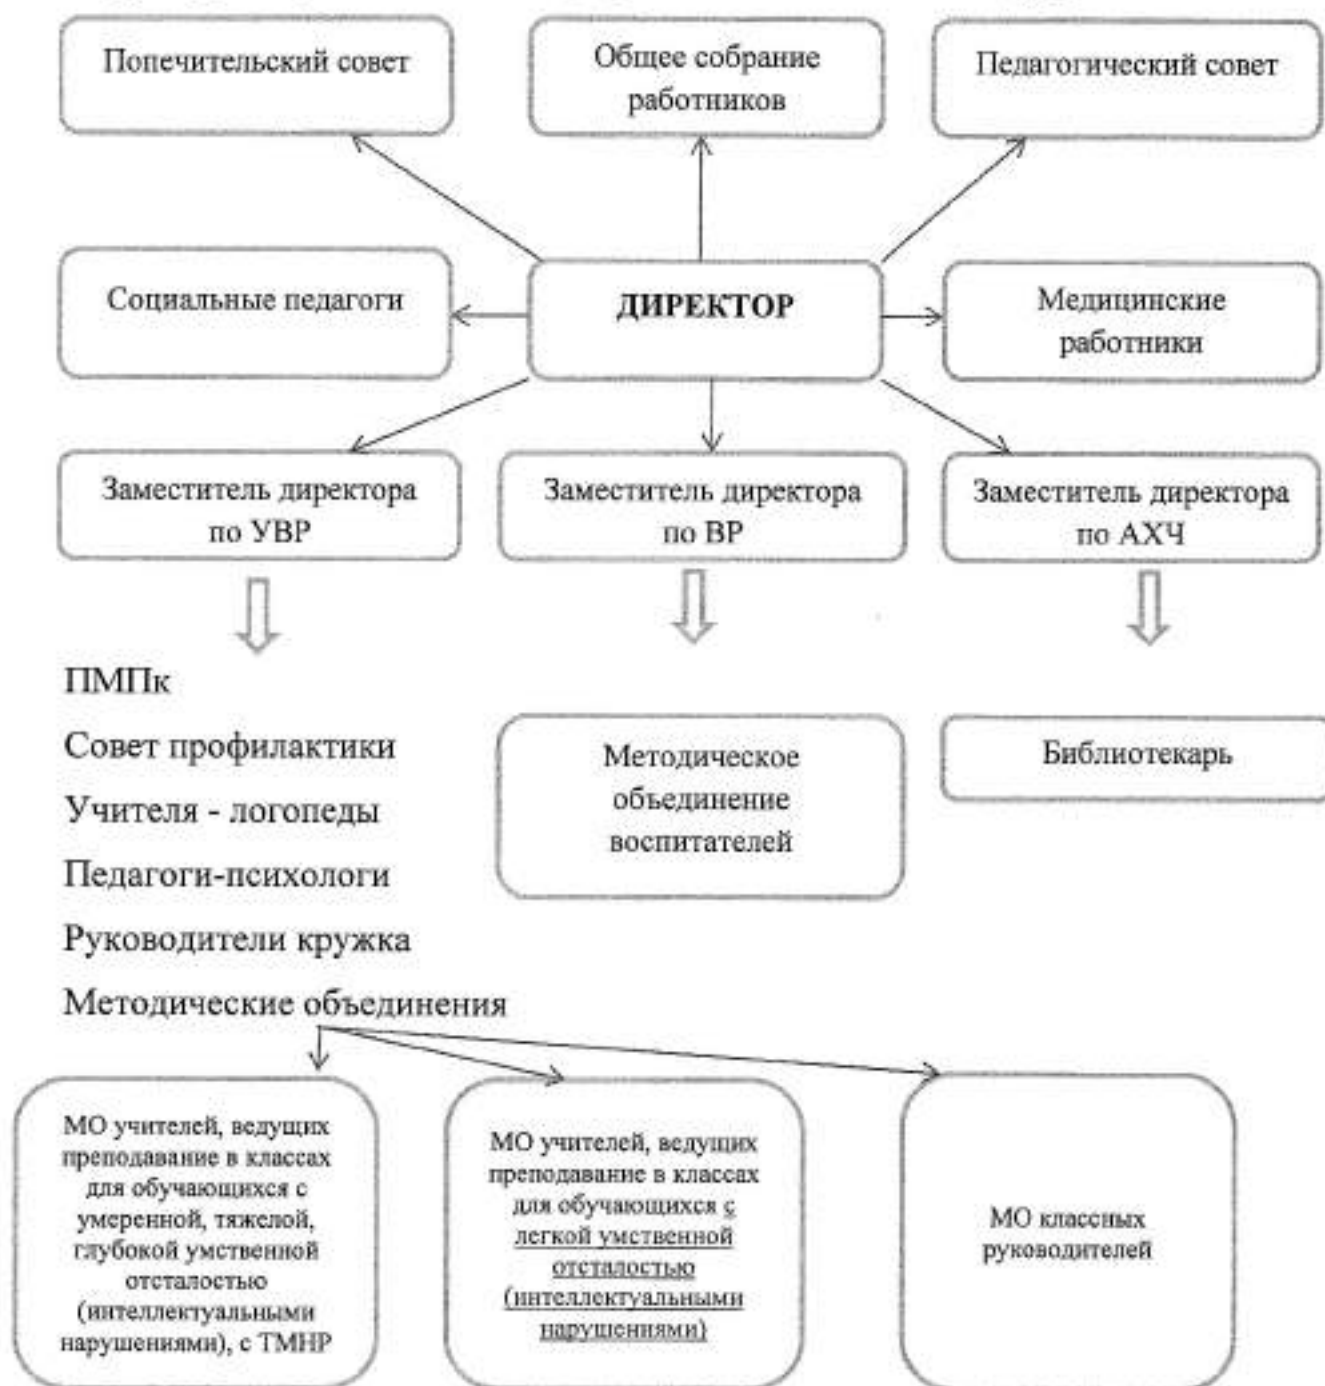 Попечительский совет
Общее собрание
работников
Педагогический совет
Социальные педагоги
ДИРЕКТОР
Медицинские
работники
Заместитель директора
по УВР
Заместитель директора
по ВР
Заместитель директора
по АХЧ
ПМПк
Совет профилактики
Учителя - логопеды
Педагоги-психологи
Руководители кружка
Методические объединения
Методическое
объединение
воспитателей
Библиотекарь
МО учителей, ведущих
преподавание в классах
для обучающихся с
умеренной, тяжелой,
глубокой умственной
отсталостью
(интеллектуальными
нарушениями), с ТМНР
МО учителей, ведущих
преподавание в классах
для обучающихся с
легкой умственной
отсталостью
(интеллектуальными
нарушениями)
МО классных
руководителей